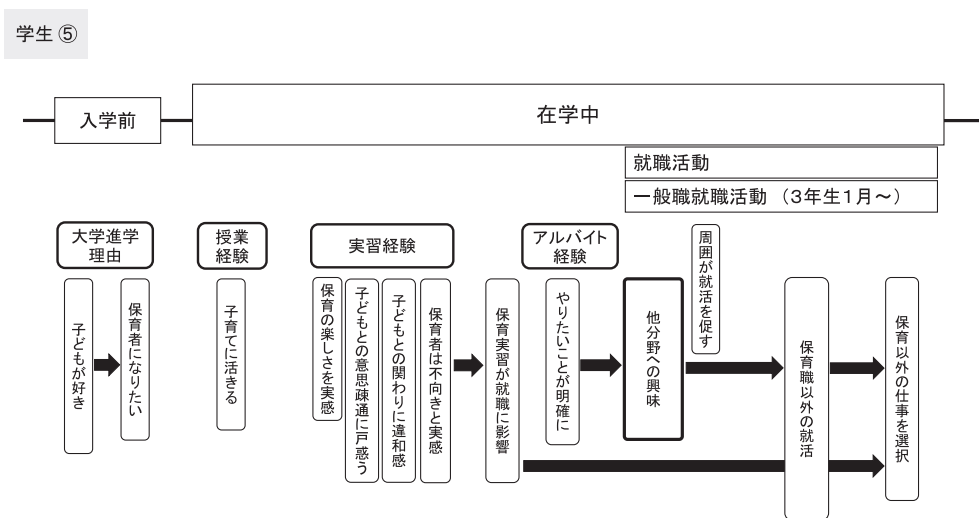 学生 ⑤
入学前
在学中
就職活動
一般職就職活動 （3年生1月～）
大学進学
理由
授業
経験
実習経験
アルバイト
経験
周囲が就活を促す
子どもが好き
保育者になりたい
子育てに活きる
保育の楽しさを実感
子どもとの意思疎通に戸惑う
子どもとの関わりに違和感
保育者は不向きと実感
保育実習が就職に影響
やりたいことが明確に
他分野への興味
保育職以外の就活
保育以外の仕事を選択